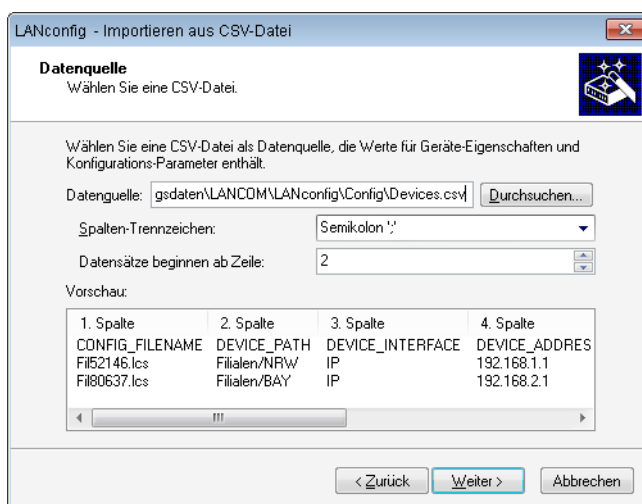 LANconfig - Importieren aus CSV-Datei
Datenquelle
Wählen Sie eine CSV-Datei.
Wählen Sie eine CSV-Datei als Datenquelle, die Werte für Geräte-Eigenschaften und
Konfigurations-Parameter enthält.
Datenquelle: gsdaten\LANCOM\LANconfig\Config\Devices.csv Durchsuchen...
Spalten-Trennzeichen: Semikolon ';'
Datensätze beginnen ab Zeile: 2
Vorschau:
1. Spalte 2. Spalte 3. Spalte 4. Spalte
CONFIG_FILENAME DEVICE_PATH DEVICE_INTERFACE DEVICE_ADDRES
Fil52146.lcs Filialen/NRW IP 192.168.1.1
Fil80637.lcs Filialen/BAY IP 192.168.2.1
< Zurück Weiter > Abbrechen